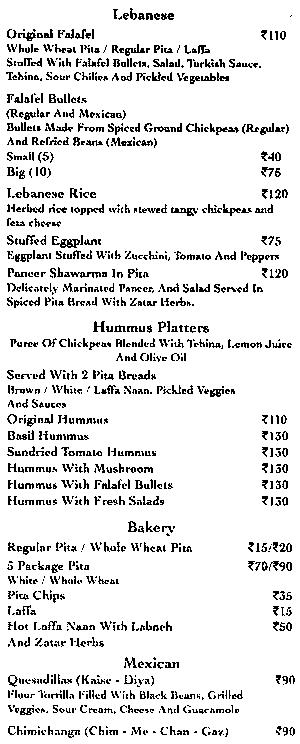 Lebanese
Original Falafel ₹110
Whole Wheat Pita / Regular Pita / Laffa
Stuffed With Falafel Bullets, Salad, Turkish Sauce,
Tehina, Sour Chilies And Pickled Vegetables
Falafel Bullets
(Regular And Mexican)
Bullets Made From Spiced Ground Chickpeas (Regular)
And Refried Beans (Mexican)
Small (5) ₹40
Big (10) ₹75
Lebanese Rice ₹120
Herbed rice topped with stewed tangy chickpeas and
feta cheese
Stuffed Eggplant ₹75
Eggplant Stuffed With Zucchini, Tomato And Peppers
Paneer Shawarma In Pita ₹120
Delicately Marinated Paneer, And Salad Served In
Spiced Pita Bread With Zatar Herbs.
Hummus Platters
Puree Of Chickpeas Blended With Tehina, Lemon Juice
And Olive Oil
Served With 2 Pita Breads
Brown / White / Laffa Naan, Pickled Veggies
And Sauces
Original Hummus ₹110
Basil Hummus ₹130
Sundried Tomato Hummus ₹130
Hummus With Mushroom ₹130
Hummus With Falafel Bullets ₹130
Hummus With Fresh Salads ₹130
Bakery
Regular Pita / Whole Wheat Pita ₹15/₹20
5 Package Pita ₹70/₹90
White / Whole Wheat
Pita Chips ₹35
Laffa ₹15
Hot Laffa Naan With Labneh ₹50
And Zatar Herbs
Mexican
Quesadillas (Kaise - Diya) ₹90
Flour Tortilla Filled With Black Beans, Grilled
Veggies, Sour Cream, Cheese And Guacamole
Chimichanga (Chim - Me - Chan - Gaz) ₹90